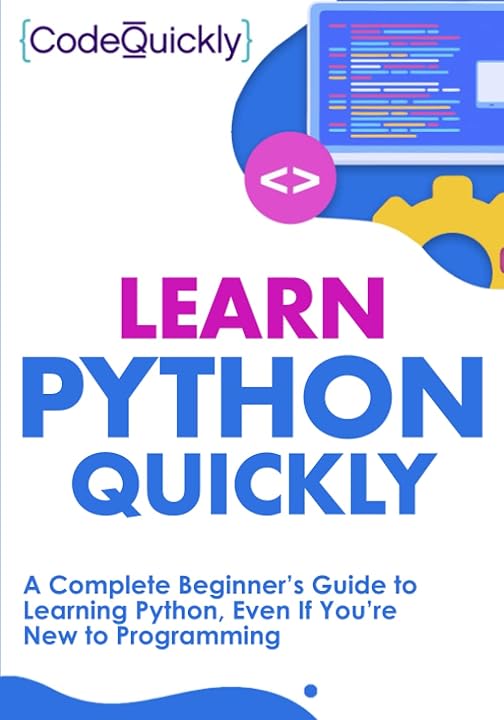 {CodeQuickly}
<>
LEARN
PYTHON
QUICKLY
A Complete Beginner's Guide to
Learning Python, Even If You're
New to Programming